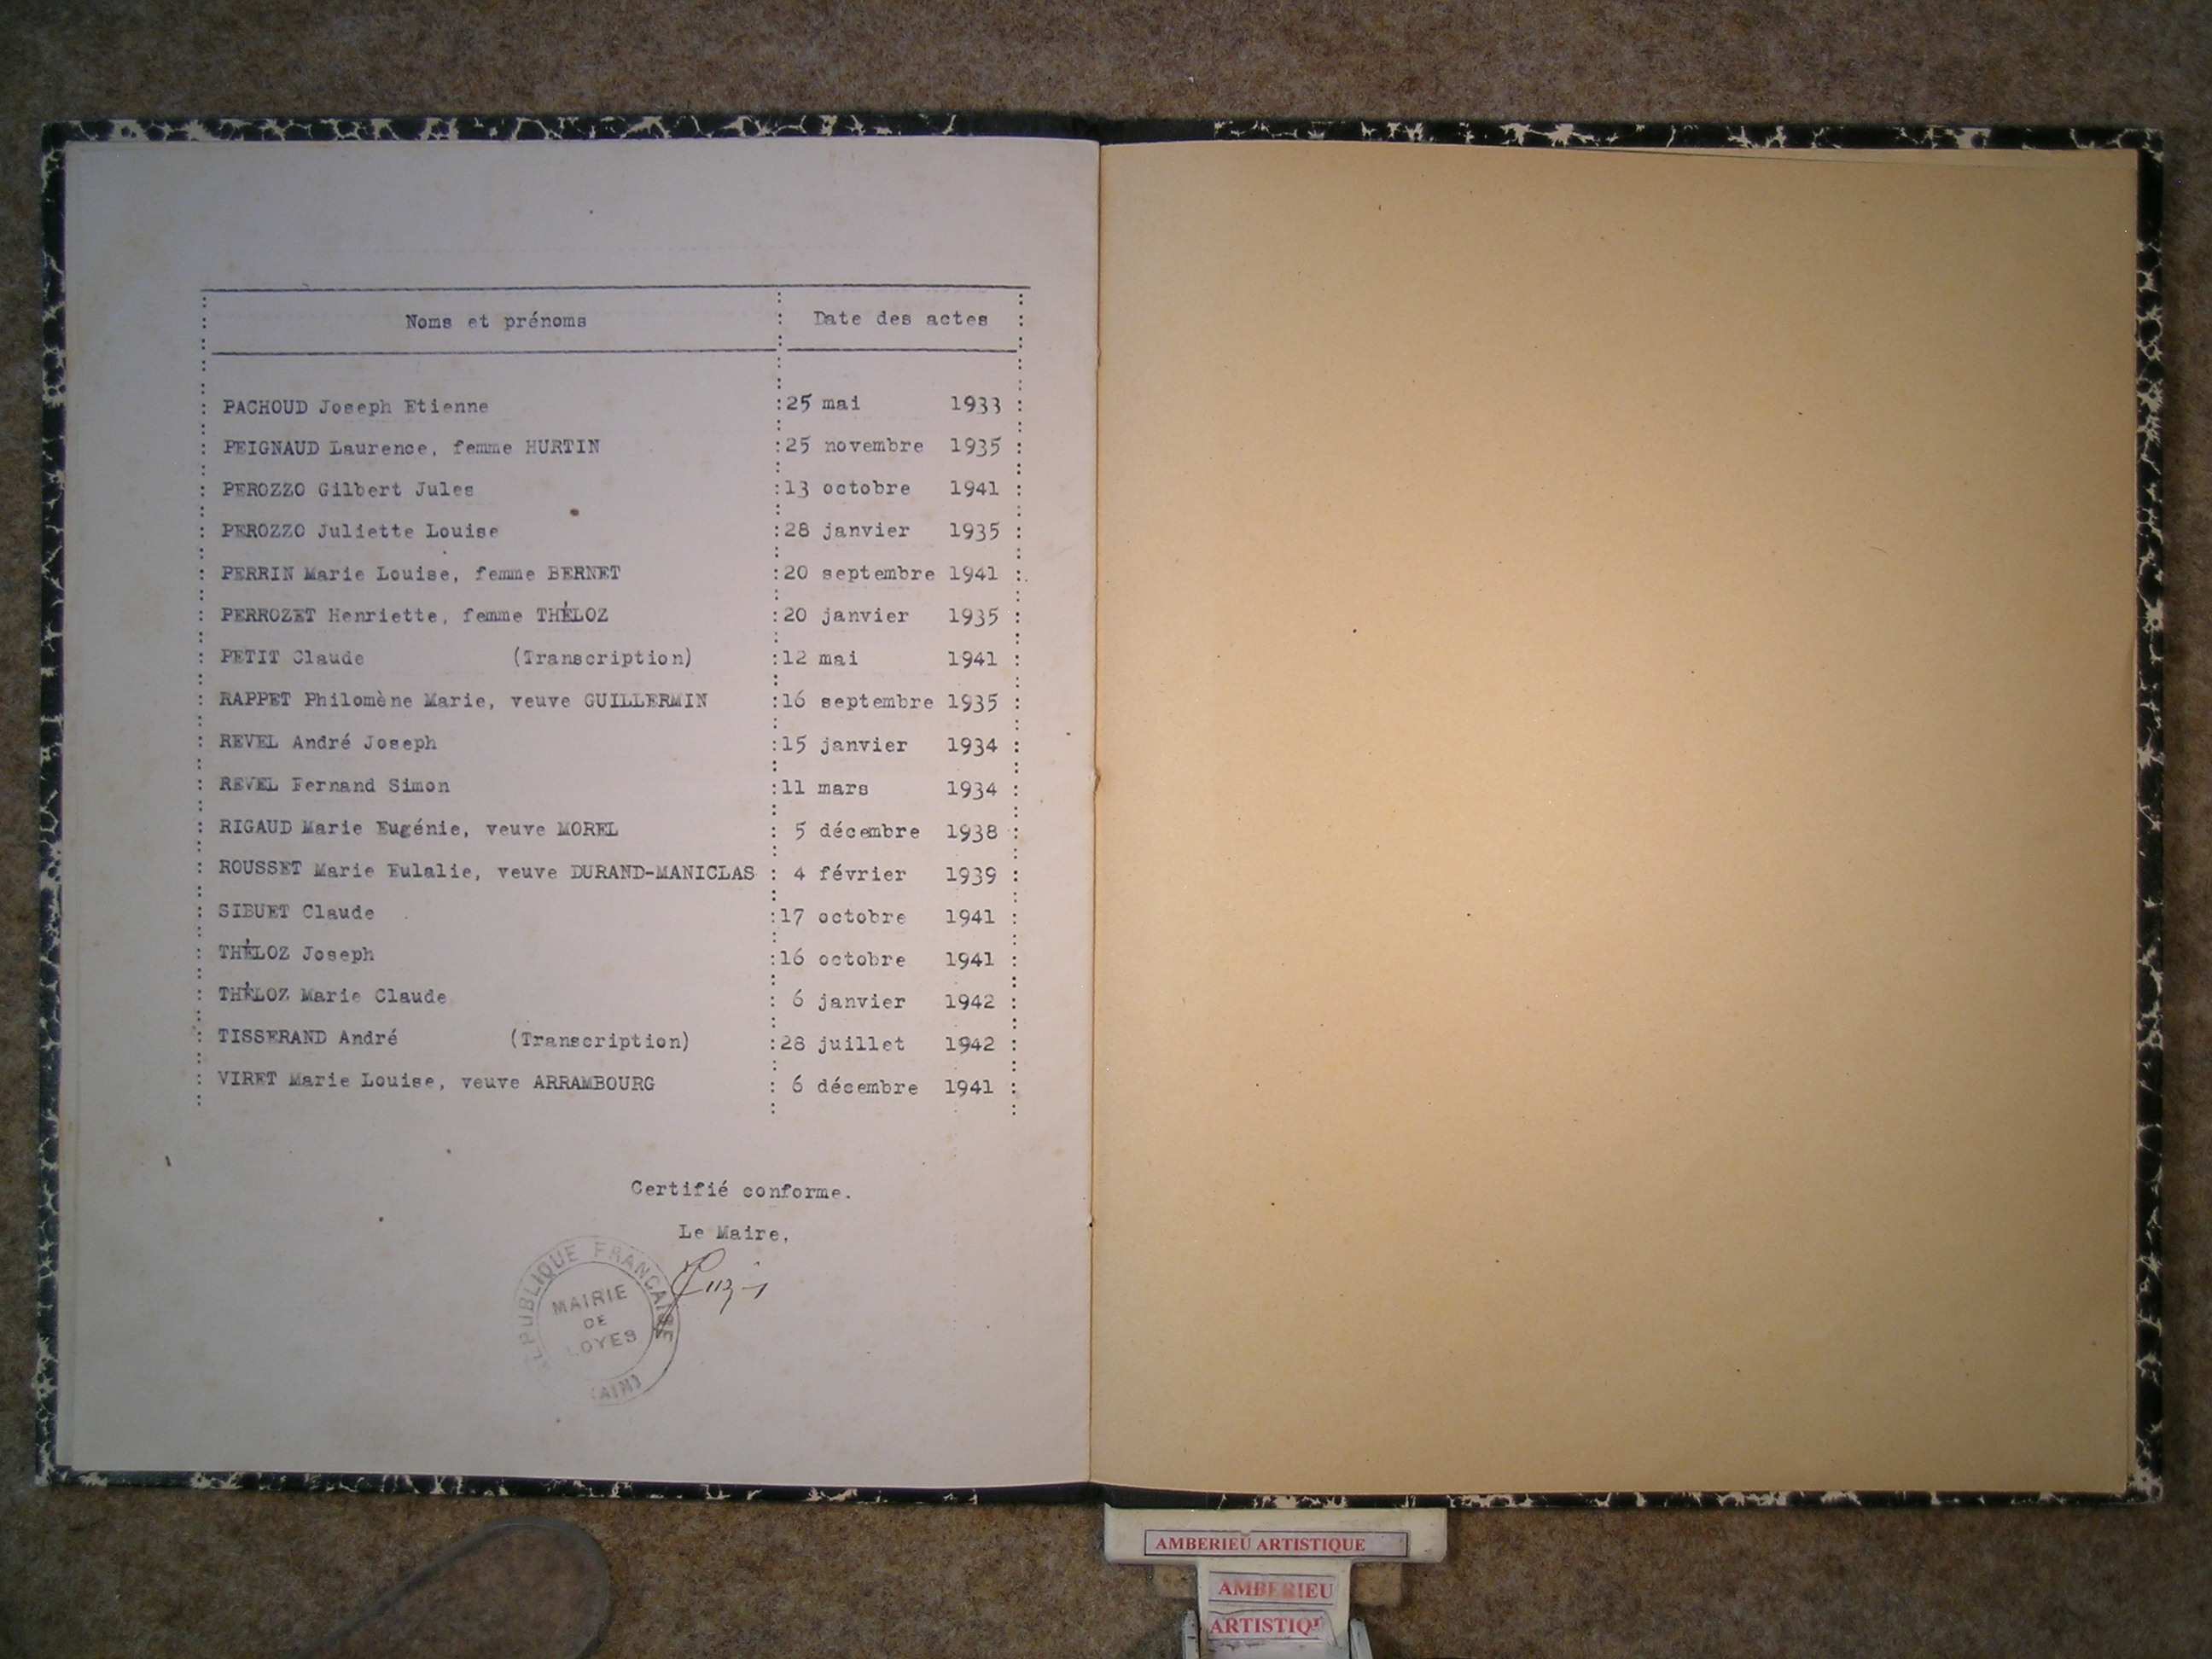 Noms et prénoms : Date des actes
PACHOUD Joseph Etienne : 25 mai 1933
PEIGNAUD Laurence, femme HURTIN : 25 novembre 1935
PEROZZO Gilbert Jules : 13 octobre 1941
PEROZZO Juliette Louise : 28 janvier 1935
PERRIN Marie Louise, femme BERNET : 20 septembre 1941
PERROZET Henriette, femme THÉLOZ : 20 janvier 1935
PETIT Claude (Transcription) : 12 mai 1941
RAPPET Philomène Marie, veuve GUILLERMIN : 16 septembre 1935
REVEL André Joseph : 15 janvier 1934
REVEL Fernand Simon : 11 mars 1934
RIGAUD Marie Eugénie, veuve MOREL : 5 décembre 1938
ROUSSET Marie Eulalie, veuve DURAND-MANICLAS : 4 février 1939
SIBUET Claude : 17 octobre 1941
THÉLOZ Joseph : 16 octobre 1941
THÉLOZ Marie Claude : 6 janvier 1942
TISSERAND André (Transcription) : 28 juillet 1942
VIRET Marie Louise, veuve ARRAMBOURG : 6 décembre 1941
Certifié conforme.
Le Maire,
RÉPUBLIQUE FRANÇAISE
MAIRIE
DE
LOYES
(AIN)
AMBERIEU ARTISTIQUE
AMBERIEU
ARTISTIQU